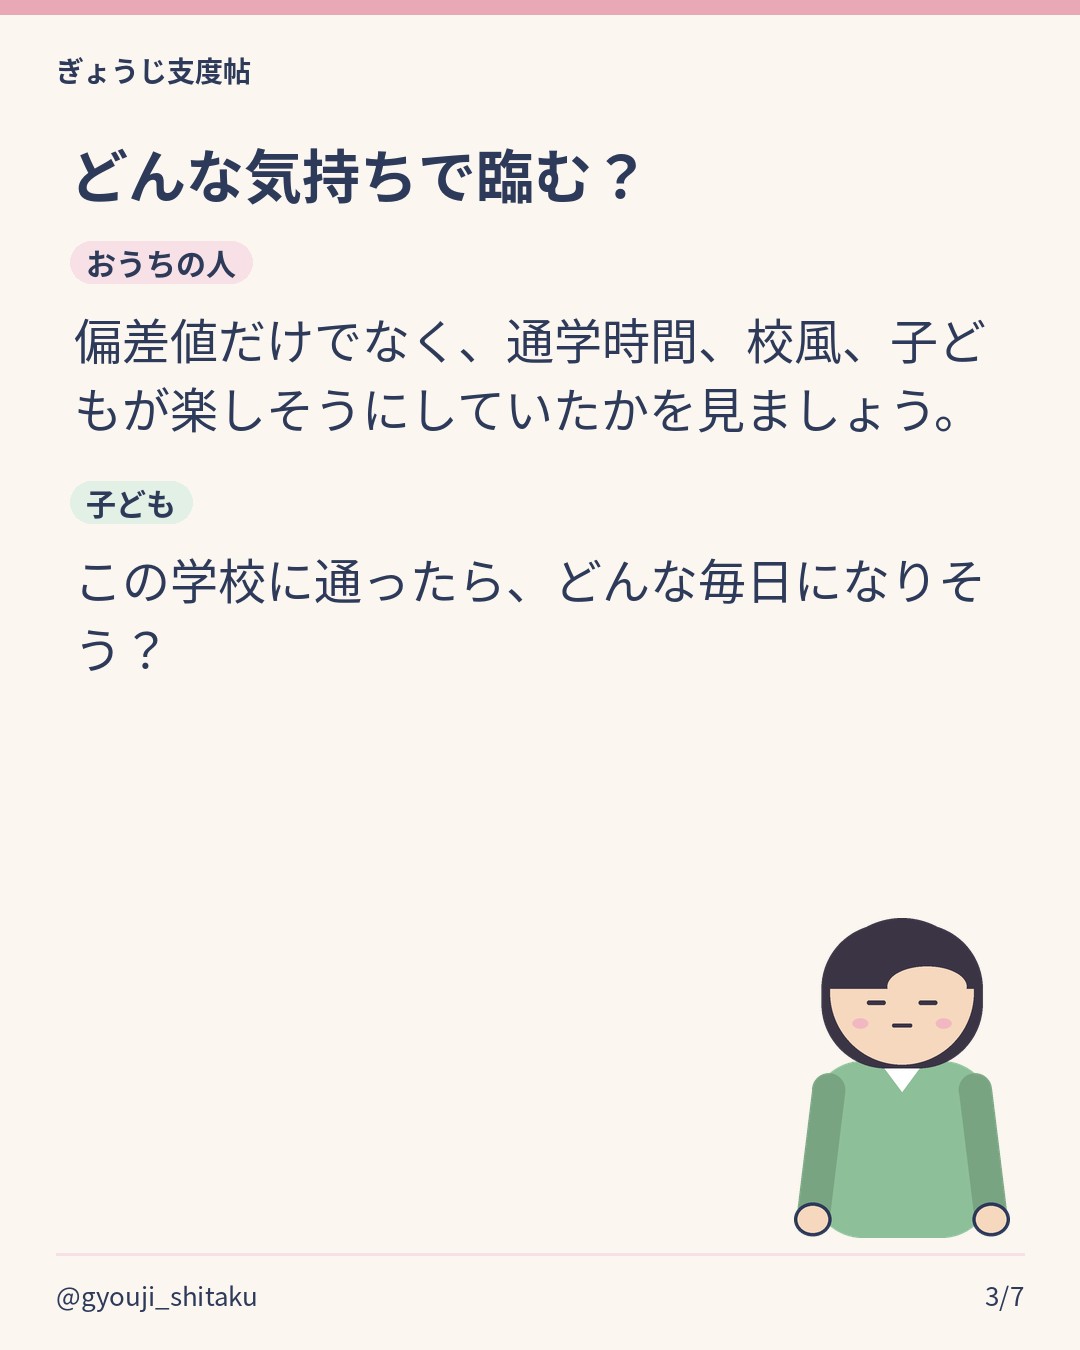 ぎょうじ支度帖
どんな気持ちで臨む？
おうちの人
偏差値だけでなく、通学時間、校風、子ど
もが楽しそうにしていたかを見ましょう。
子ども
この学校に通ったら、どんな毎日になりそ
う？
@gyouji_shitaku
3/7